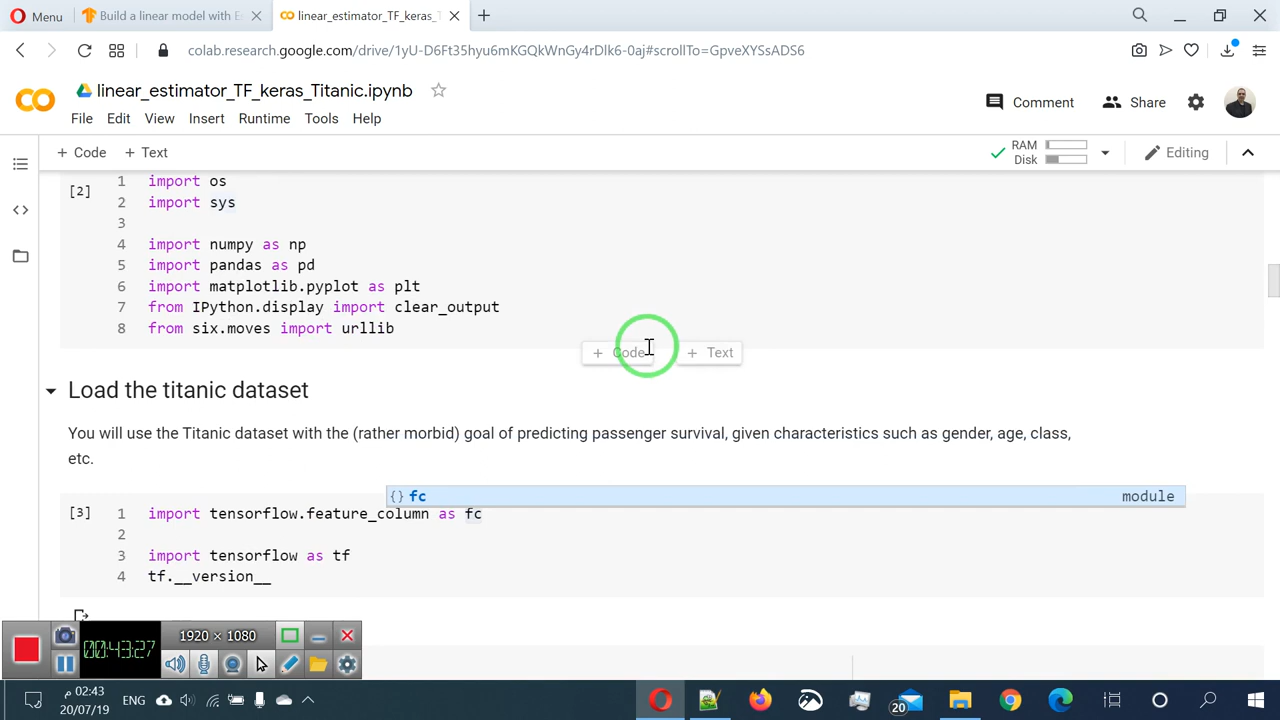 Menu
Build a linear model with Es
linear_estimator_TF_keras_T
colab.research.google.com/drive/1yU-D6Ft35hyu6mKGQkWnGy4rDlk6-0aj#scrollTo=GpveXYSsADS6
linear_estimator_TF_keras_Titanic.ipynb
Comment
Share
File Edit View Insert Runtime Tools Help
+ Code + Text
RAM
Disk
Editing
[2]
1 import os
2 import sys
3
4 import numpy as np
5 import pandas as pd
6 import matplotlib.pyplot as plt
7 from IPython.display import clear_output
8 from six.moves import urllib
+ Code + Text
Load the titanic dataset
You will use the Titanic dataset with the (rather morbid) goal of predicting passenger survival, given characteristics such as gender, age, class,
etc.
{} fc module
[3] 1 import tensorflow.feature_column as fc
2
3 import tensorflow as tf
4 tf.__version__
00:43:27
1920 × 1080
ENG
02:43 م
20/07/19
20